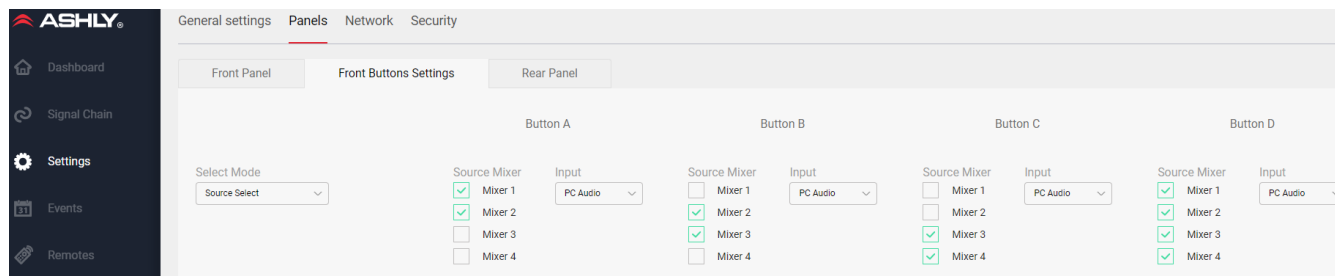 ASHLY®
General settings Panels Network Security
Dashboard
Front Panel Front Buttons Settings Rear Panel
Signal Chain
Button A Button B Button C Button D
Settings
Select Mode Source Mixer Input Source Mixer Input Source Mixer Input Source Mixer Input
Source Select Mixer 1 PC Audio Mixer 1 PC Audio Mixer 1 PC Audio Mixer 1 PC Audio
31 Events Mixer 2 Mixer 2 Mixer 2 Mixer 2
Mixer 3 Mixer 3 Mixer 3 Mixer 3
Remotes Mixer 4 Mixer 4 Mixer 4 Mixer 4